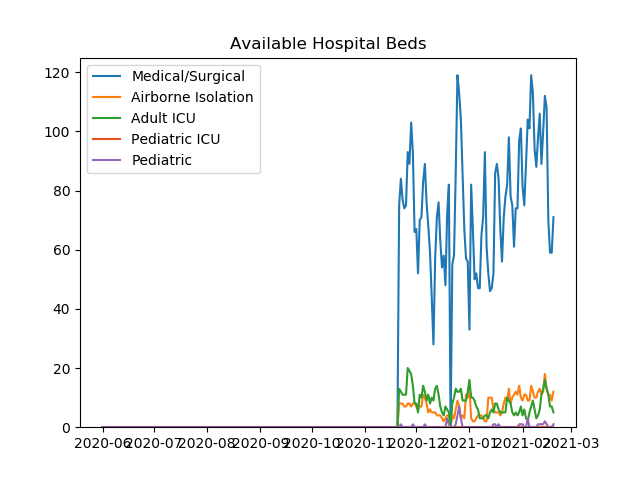 Available Hospital Beds
120
100
80
60
40
20
0
Medical/Surgical
Airborne Isolation
Adult ICU
Pediatric ICU
Pediatric
2020-06 2020-07 2020-08 2020-09 2020-10 2020-11 2020-12 2021-01 2021-02 2021-03